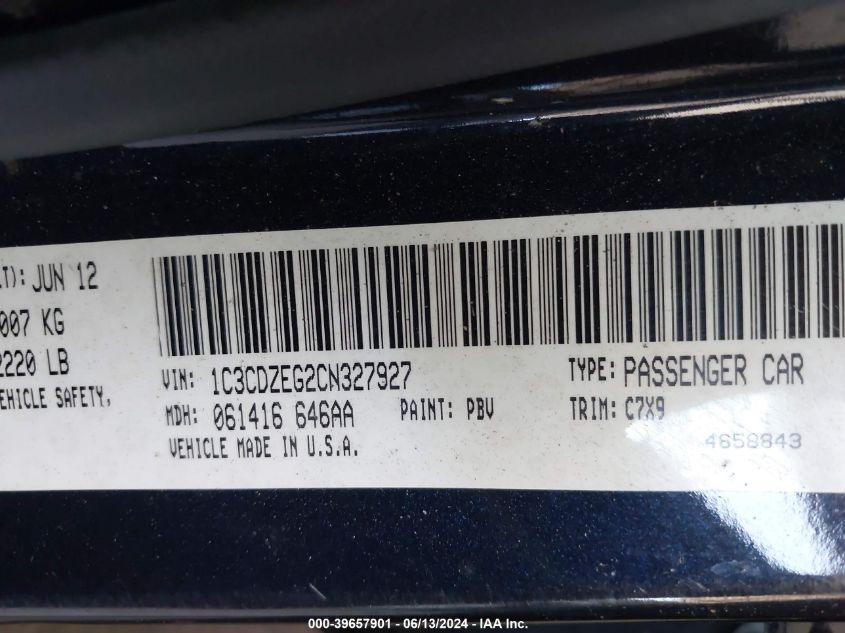 LT): JUN 12
007 KG
2220 LB
EHICLE SAFETY,
VIN: 1C3CDZEG2CN327927
TYPE: PASSENGER CAR
MDH: 061416 646AA
PAINT: PBV
TRIM: C7X9
VEHICLE MADE IN U.S.A.
4658843
000-39657901 - 06/13/2024 - IAA Inc.